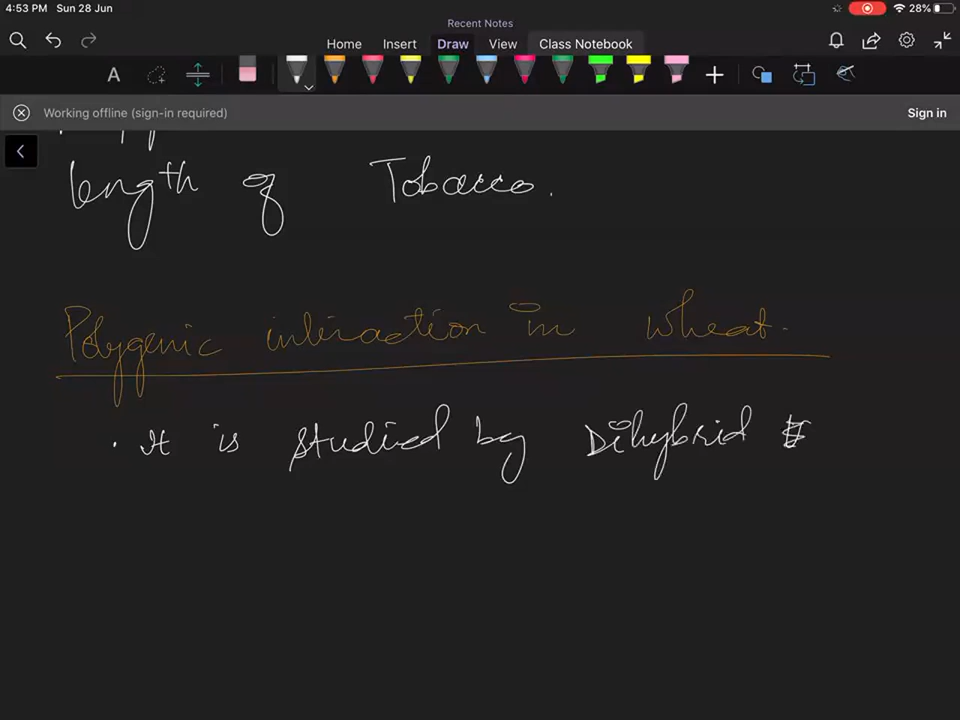 4:53 PM Sun 28 Jun
28%
Recent Notes
Home Insert Draw View Class Notebook
A
Working offline (sign-in required) Sign in
length of Tobacco.
Polygenic interaction in wheat.
. It is studied by Dihybrid